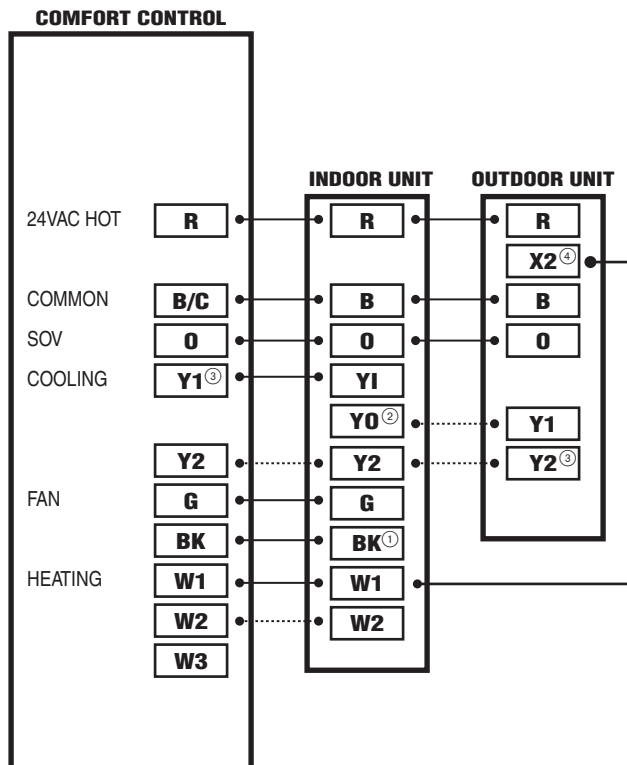 COMFORT CONTROL
INDOOR UNIT OUTDOOR UNIT
24VAC HOT R R R
X2④
COMMON B/C B B
SOV O O O
COOLING Y1③ YI
YO② Y1
Y2 Y2 Y2③
FAN G G
BK BK①
HEATING W1 W1
W2 W2
W3